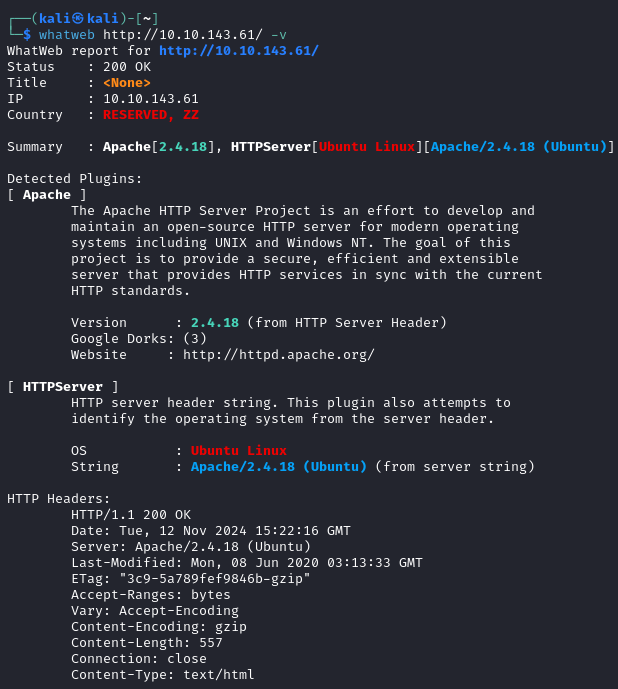 ┌──(kali㉿kali)-[~]
└─$ whatweb http://10.10.143.61/ -v
WhatWeb report for http://10.10.143.61/
Status    : 200 OK
Title     : <None>
IP        : 10.10.143.61
Country   : RESERVED, ZZ

Summary   : Apache[2.4.18], HTTPServer[Ubuntu Linux][Apache/2.4.18 (Ubuntu)]

Detected Plugins:
[ Apache ]
        The Apache HTTP Server Project is an effort to develop and
        maintain an open-source HTTP server for modern operating
        systems including UNIX and Windows NT. The goal of this
        project is to provide a secure, efficient and extensible
        server that provides HTTP services in sync with the current
        HTTP standards.

        Version      : 2.4.18 (from HTTP Server Header)
        Google Dorks: (3)
        Website     : http://httpd.apache.org/

[ HTTPServer ]
        HTTP server header string. This plugin also attempts to
        identify the operating system from the server header.

        OS           : Ubuntu Linux
        String       : Apache/2.4.18 (Ubuntu) (from server string)

HTTP Headers:
        HTTP/1.1 200 OK
        Date: Tue, 12 Nov 2024 15:22:16 GMT
        Server: Apache/2.4.18 (Ubuntu)
        Last-Modified: Mon, 08 Jun 2020 03:13:33 GMT
        ETag: "3c9-5a789fef9846b-gzip"
        Accept-Ranges: bytes
        Vary: Accept-Encoding
        Content-Encoding: gzip
        Content-Length: 557
        Connection: close
        Content-Type: text/html